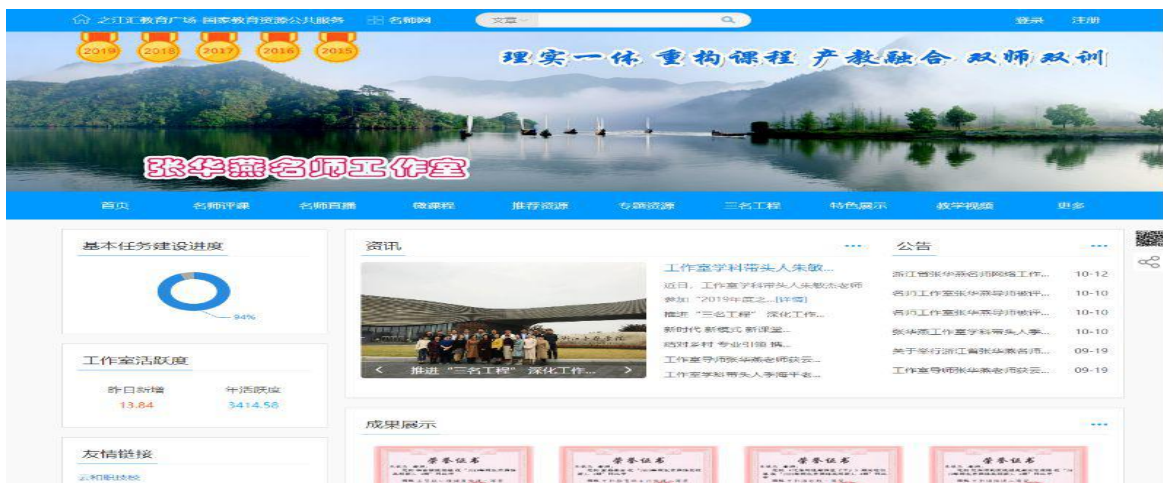 之江汇教育广场-国家教育资源公共服务 名师网 文章 登录 注册
2019 2018 2017 2016 2015
理实一体 重构课程 产教融合 双师双训
张华燕名师工作室
首页 名师评课 名师直播 微课程 推荐资源 专题资源 三名工程 特色展示 教学视频 更多
基本任务建设进度
94%
工作室活跃度
昨日新增 年活跃度
13.84 3414.58
友情链接
云和职技校
资讯
推进“三名工程” 深化工作...
工作室学科带头人朱敏...
近日，工作室学科带头人朱敏杰老师
参加“2019年度之...[详情]
推进“三名工程” 深化工作...
新时代 新模式 新课堂...
结对乡村 专业引领 携...
工作室导师张华燕老师获云...
工作室学科带头人李海平老...
公告
浙江省张华燕名师网络工作... 10-12
名师工作室张华燕导师被评... 10-10
名师工作室张华燕导师被评... 10-10
张华燕工作室学科带头人季... 10-10
关于举行浙江省张华燕名师... 09-19
工作室导师张华燕老师获云... 09-19
成果展示
荣誉证书 荣誉证书 荣誉证书 荣誉证书